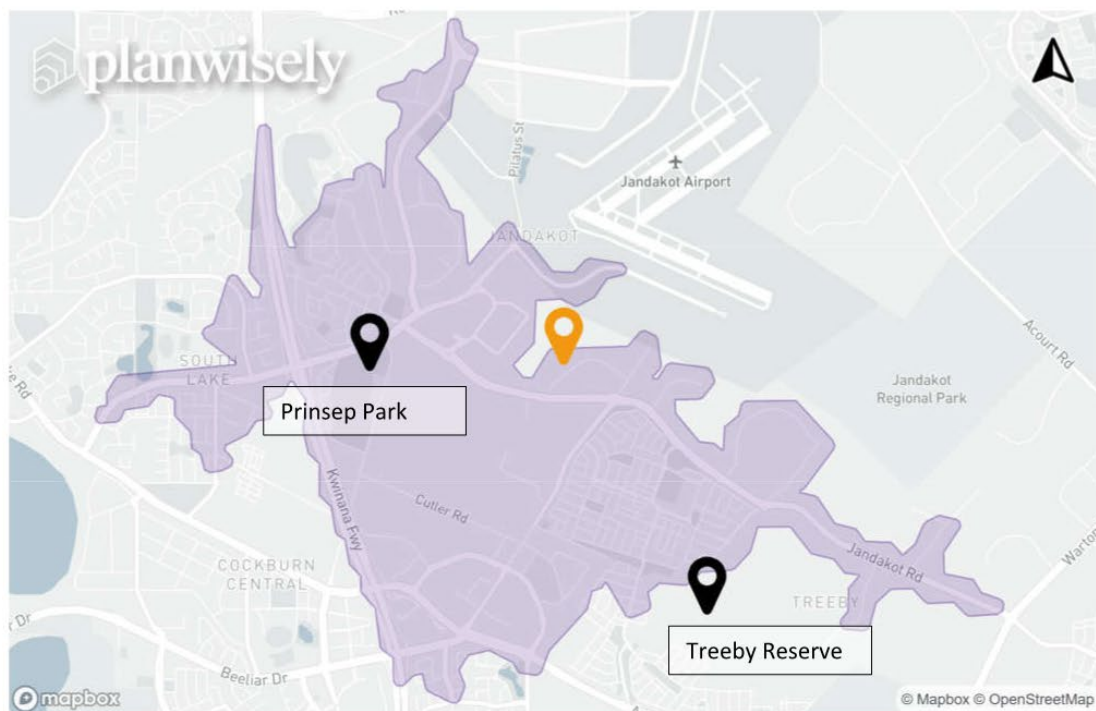 planwisely
Pilatus St
Jandakot Airport
JANDAKOT
Acourt Rd
SOUTH
LAKE
Jandakot
Regional Park
Prinsep Park
Kwinana Fwy
Cutler Rd
COCKBURN
CENTRAL
Jandakot Rd
TREEBY
Treeby Reserve
Beeliar Dr
mapbox
© Mapbox © OpenStreetMap